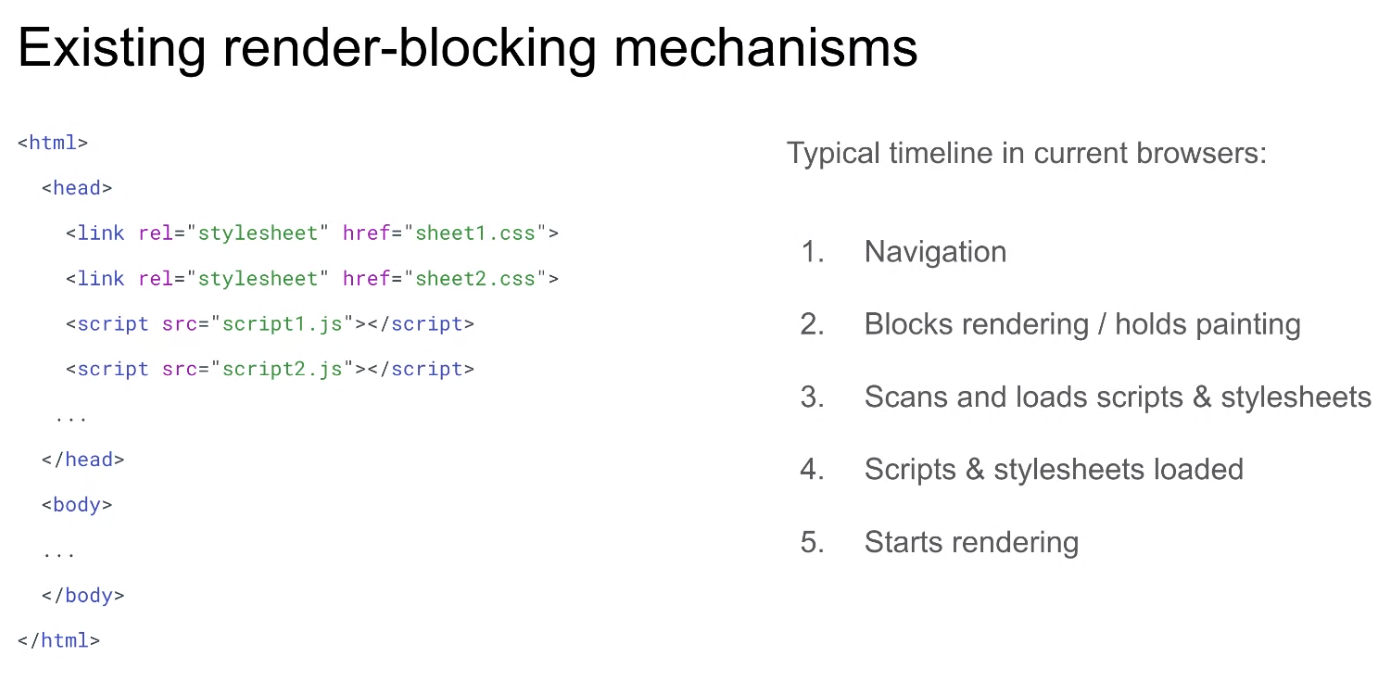 Existing render-blocking mechanisms
<html>
<head>
<link rel="stylesheet" href="sheet1.css">
<link rel="stylesheet" href="sheet2.css">
<script src="script1.js"></script>
<script src="script2.js"></script>
...
</head>
<body>
...
</body>
</html>
Typical timeline in current browsers:
1. Navigation
2. Blocks rendering / holds painting
3. Scans and loads scripts & stylesheets
4. Scripts & stylesheets loaded
5. Starts rendering